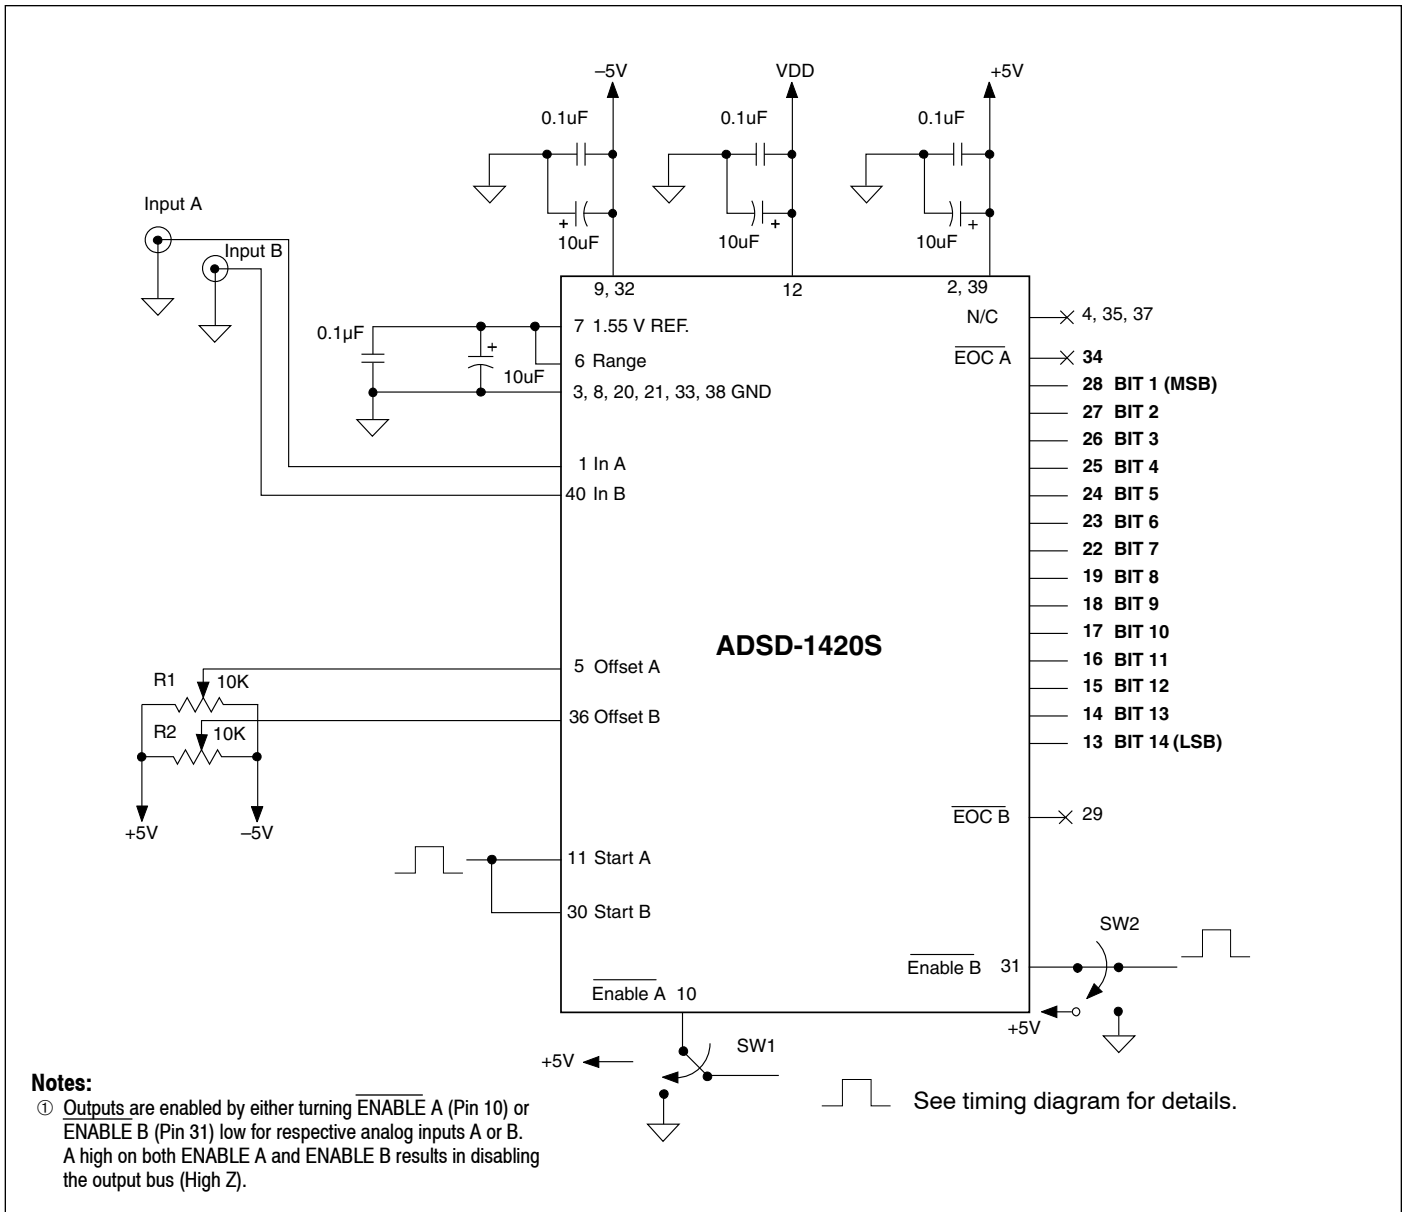 –5V
VDD
+5V
0.1uF
0.1uF
0.1uF
+
10uF
10uF +
10uF +
Input A
Input B
9, 32
12
2, 39
0.1µF
+
10uF
7 1.55 V REF.
6 Range
3, 8, 20, 21, 33, 38 GND
1 In A
40 In B
N/C 4, 35, 37
EOC A 34
28 BIT 1 (MSB)
27 BIT 2
26 BIT 3
25 BIT 4
24 BIT 5
23 BIT 6
22 BIT 7
19 BIT 8
18 BIT 9
17 BIT 10
16 BIT 11
15 BIT 12
14 BIT 13
13 BIT 14 (LSB)
ADSD-1420S
R1 10K
R2 10K
+5V
–5V
5 Offset A
36 Offset B
EOC B 29
11 Start A
30 Start B
SW2
Enable B 31
+5V
Enable A 10
+5V
SW1
See timing diagram for details.
Notes:
① Outputs are enabled by either turning ENABLE A (Pin 10) or
ENABLE B (Pin 31) low for respective analog inputs A or B.
A high on both ENABLE A and ENABLE B results in disabling
the output bus (High Z).